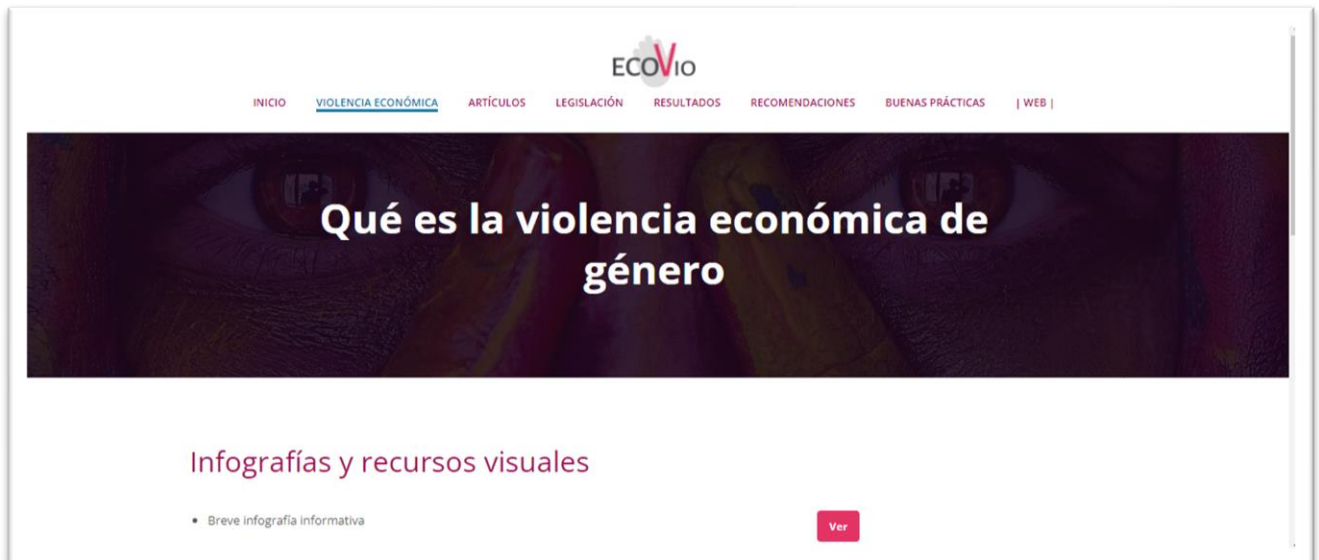 ECOVIO
INICIO VIOLENCIA ECONÓMICA ARTÍCULOS LEGISLACIÓN RESULTADOS RECOMENDACIONES BUENAS PRÁCTICAS | WEB |
Qué es la violencia económica de
género
Infografías y recursos visuales
• Breve infografía informativa Ver